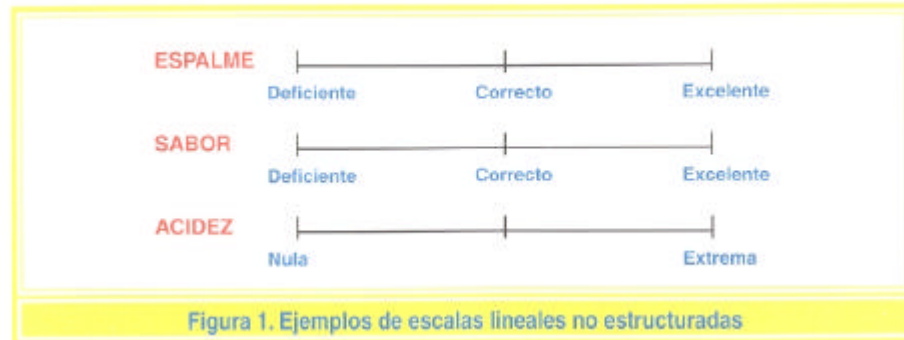 ESPALME
Deficiente Correcto Excelente
SABOR
Deficiente Correcto Excelente
ACIDEZ
Nula Extrema
Figura 1. Ejemplos de escalas lineales no estructuradas